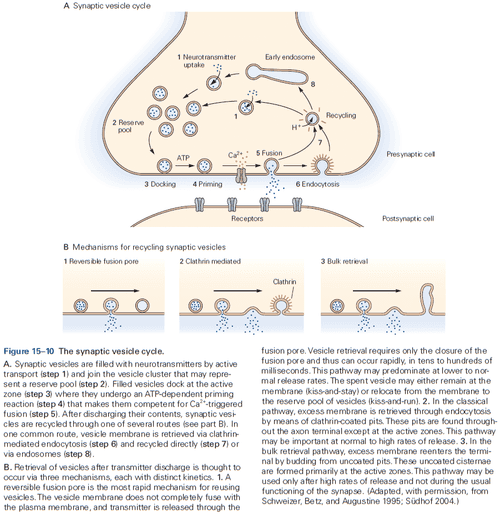 A Synaptic vesicle cycle
1 Neurotransmitter
uptake
Early endosome
8
2 Reserve
pool
1
Recycling
H+
7
ATP
Ca2+
5 Fusion
Presynaptic cell
3 Docking
4 Priming
6 Endocytosis
Receptors
Postsynaptic cell
B Mechanisms for recycling synaptic vesicles
1 Reversible fusion pore
2 Clathrin mediated
3 Bulk retrieval
Clathrin
Figure 15–10 The synaptic vesicle cycle.
A. Synaptic vesicles are filled with neurotransmitters by active
transport (step 1) and join the vesicle cluster that may repre-
sent a reserve pool (step 2). Filled vesicles dock at the active
zone (step 3) where they undergo an ATP-dependent priming
reaction (step 4) that makes them competent for Ca2+-triggered
fusion (step 5). After discharging their contents, synaptic vesi-
cles are recycled through one of several routes (see part B). In
one common route, vesicle membrane is retrieved via clathrin-
mediated endocytosis (step 6) and recycled directly (step 7) or
via endosomes (step 8).
B. Retrieval of vesicles after transmitter discharge is thought to
occur via three mechanisms, each with distinct kinetics. 1. A
reversible fusion pore is the most rapid mechanism for reusing
vesicles. The vesicle membrane does not completely fuse with
the plasma membrane, and transmitter is released through the
fusion pore. Vesicle retrieval requires only the closure of the
fusion pore and thus can occur rapidly, in tens to hundreds of
milliseconds. This pathway may predominate at lower to nor-
mal release rates. The spent vesicle may either remain at the
membrane (kiss-and-stay) or relocate from the membrane to
the reserve pool of vesicles (kiss-and-run). 2. In the classical
pathway, excess membrane is retrieved through endocytosis
by means of clathrin-coated pits. These pits are found through-
out the axon terminal except at the active zones. This pathway
may be important at normal to high rates of release. 3. In the
bulk retrieval pathway, excess membrane reenters the termi-
nal by budding from uncoated pits. These uncoated cisternae
are formed primarily at the active zones. This pathway may be
used only after high rates of release and not during the usual
functioning of the synapse. (Adapted, with permission, from
Schweizer, Betz, and Augustine 1995; Südhof 2004.)